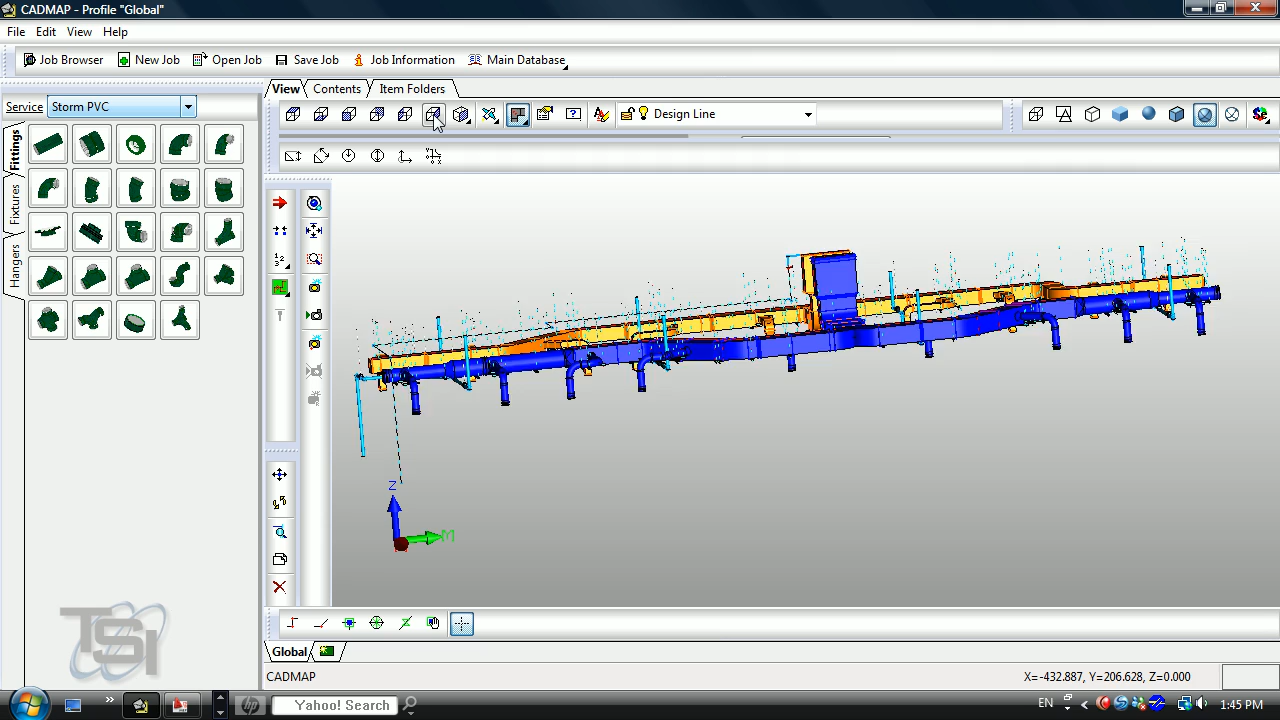 CADMAP - Profile "Global"
File Edit View Help
Job Browser New Job Open Job Save Job Job Information Main Database
View Contents Item Folders
Service Storm PVC
Design Line
Fittings
Fixtures
Hangers
Z
M
TSI
Global
CADMAP
X=-432.887, Y=206.628, Z=0.000
Yahoo! Search
EN
1:45 PM